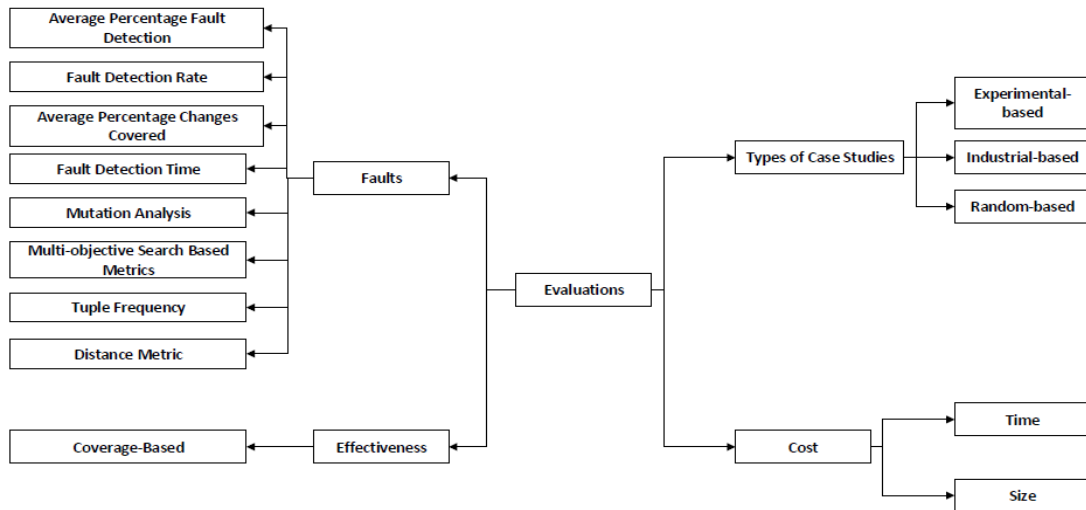 Average Percentage Fault
Detection
Fault Detection Rate
Average Percentage Changes
Covered
Fault Detection Time
Mutation Analysis
Multi-objective Search Based
Metrics
Tuple Frequency
Distance Metric
Coverage-Based
Faults
Effectiveness
Evaluations
Types of Case Studies
Cost
Experimental-
based
Industrial-based
Random-based
Time
Size